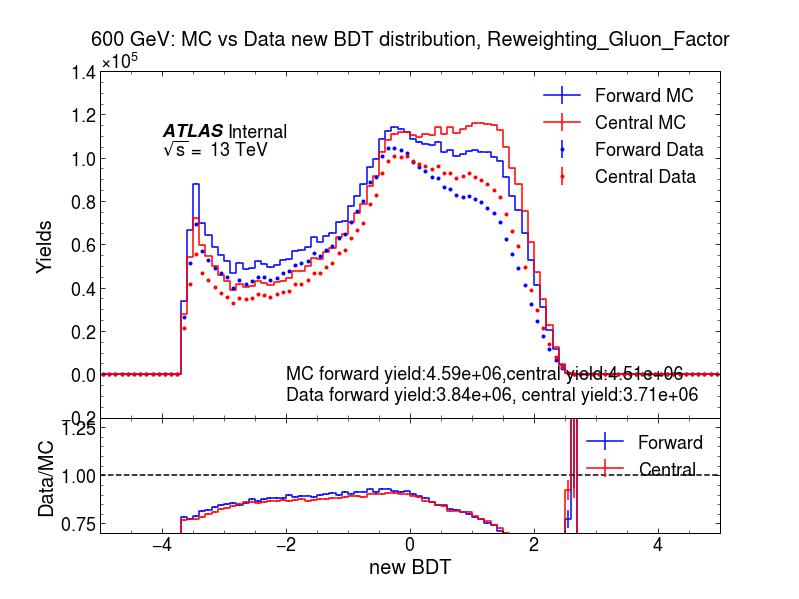 600 GeV: MC vs Data new BDT distribution, Reweighting_Gluon_Factor
×10⁵
1.4
1.2
1.0
0.8
0.6
0.4
0.2
0.0
0.2
Yields
ATLAS Internal
√s = 13 TeV
Forward MC
Central MC
Forward Data
Central Data
MC forward yield:4.59e+06,central yield:4.51e+06
Data forward yield:3.84e+06, central yield:3.71e+06
1.25
1.00
0.75
Data/MC
Forward
Central
−4
−2
0
2
4
new BDT